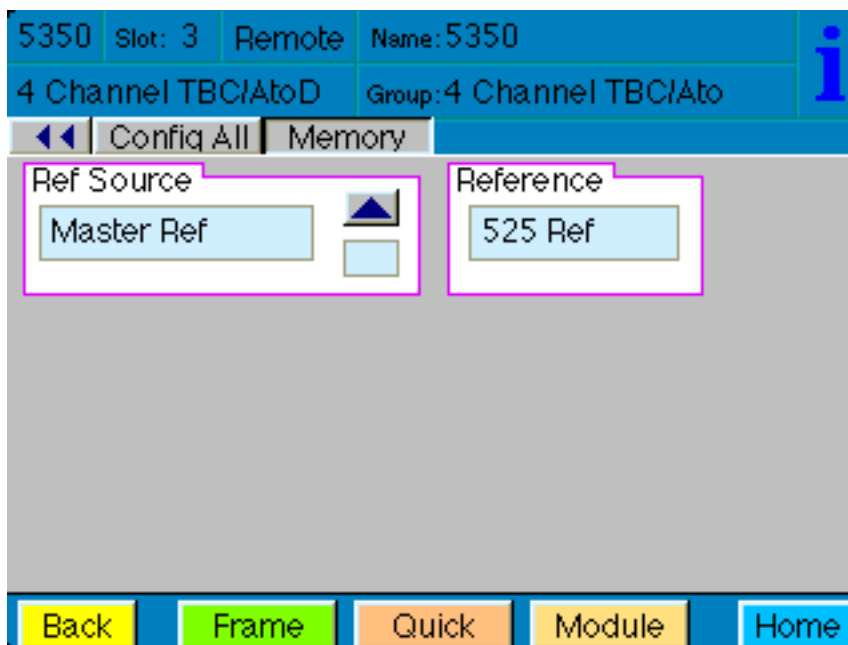 5350 Slot: 3 Remote Name:5350
4 Channel TBC/AtoD Group:4 Channel TBC/Ato
i
Config All Memory
Ref Source Reference
Master Ref 525 Ref
Back Frame Quick Module Home